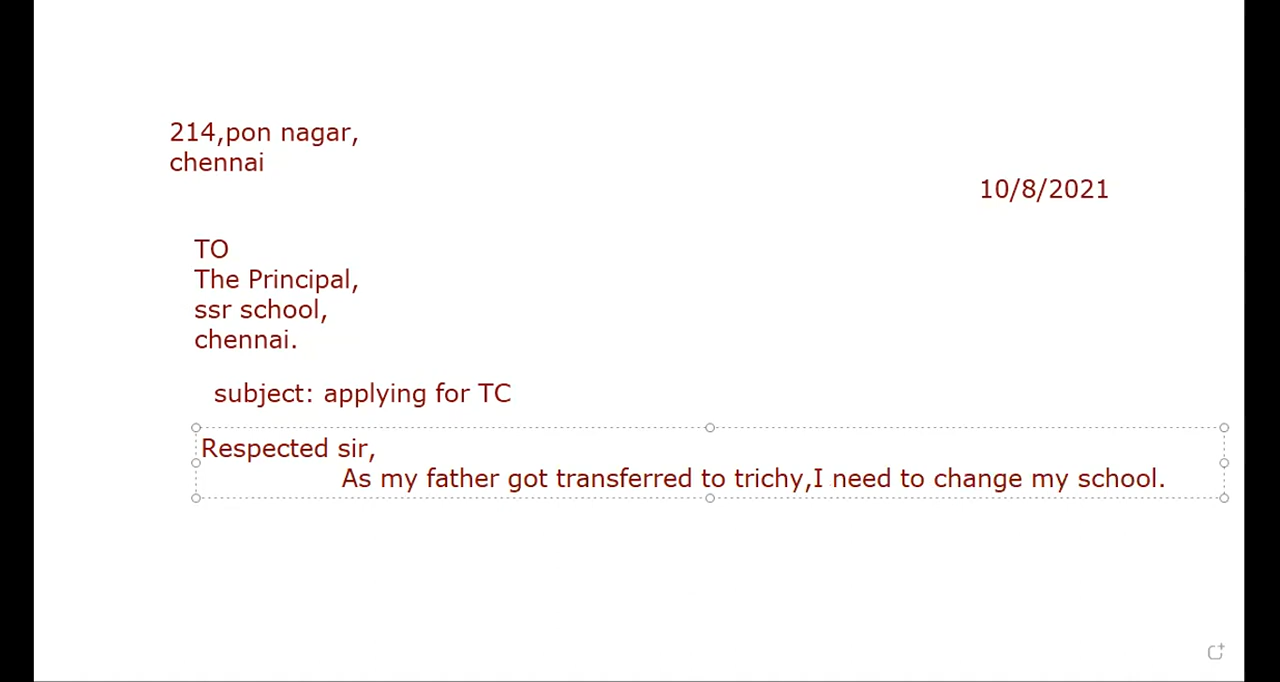 214,pon nagar,
chennai
10/8/2021
TO
The Principal,
ssr school,
chennai.
subject: applying for TC
Respected sir,
As my father got transferred to trichy,I need to change my school.